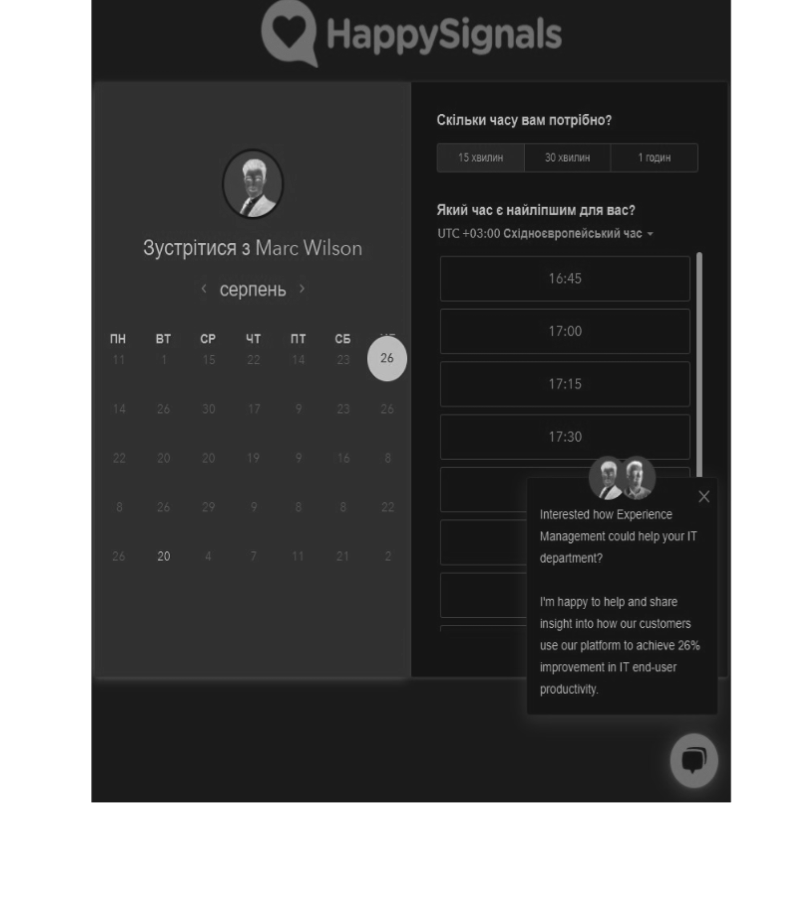 HappySignals
Зустрітися з Marc Wilson
‹ серпень ›
ПН ВТ СР ЧТ ПТ СБ
11 1 15 22 14 23 26
14 26 30 17 9 23 26
22 20 20 19 9 16 8
8 26 29 9 8 8 22
26 20 4 7 11 21 2
Скільки часу вам потрібно?
15 хвилин 30 хвилин 1 годин
Який час є найліпшим для вас?
UTC +03:00 Східноєвропейський час
16:45
17:00
17:15
17:30
Interested how Experience
Management could help your IT
department?
I'm happy to help and share
insight into how our customers
use our platform to achieve 26%
improvement in IT end-user
productivity.